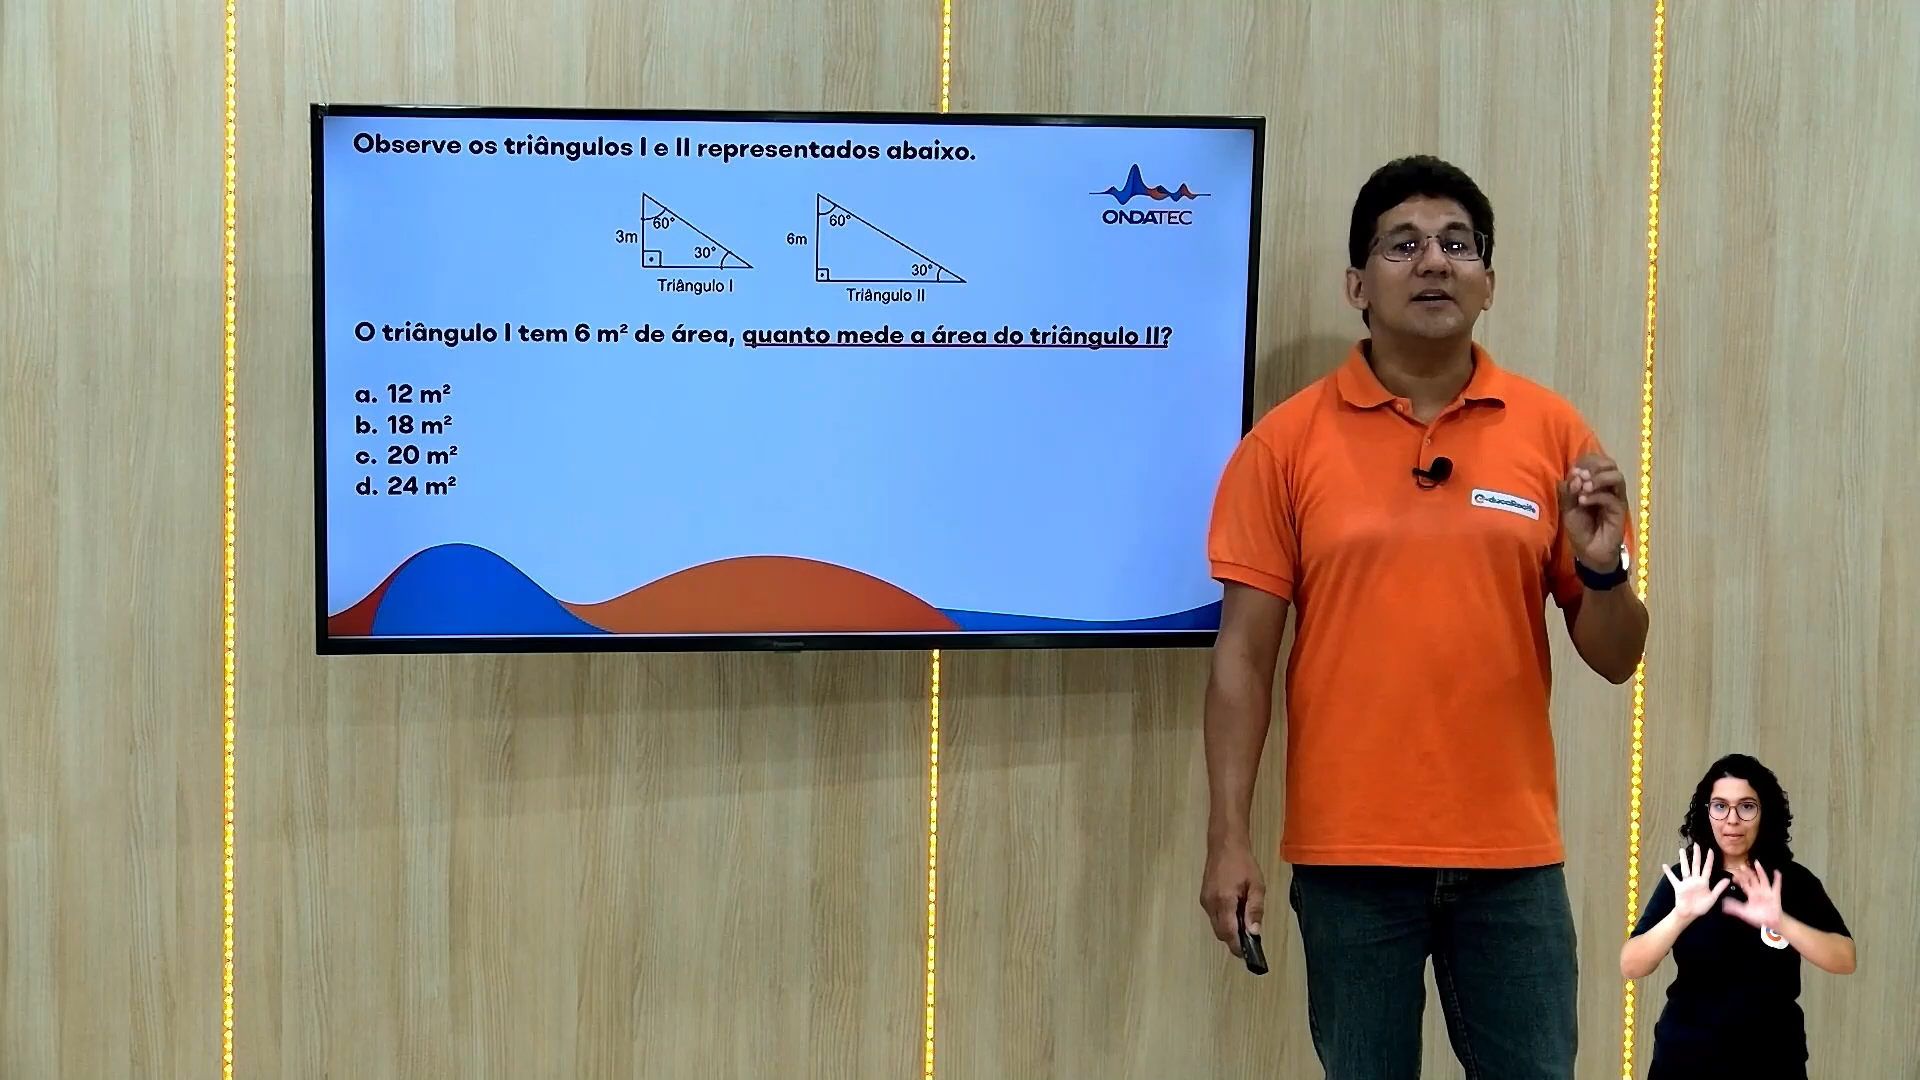 Observe os triângulos I e II representados abaixo.
ONDATEC
60°
3m
30°
Triângulo I
60°
6m
30°
Triângulo II
O triângulo I tem 6 m² de área, quanto mede a área do triângulo II?
a. 12 m²
b. 18 m²
c. 20 m²
d. 24 m²